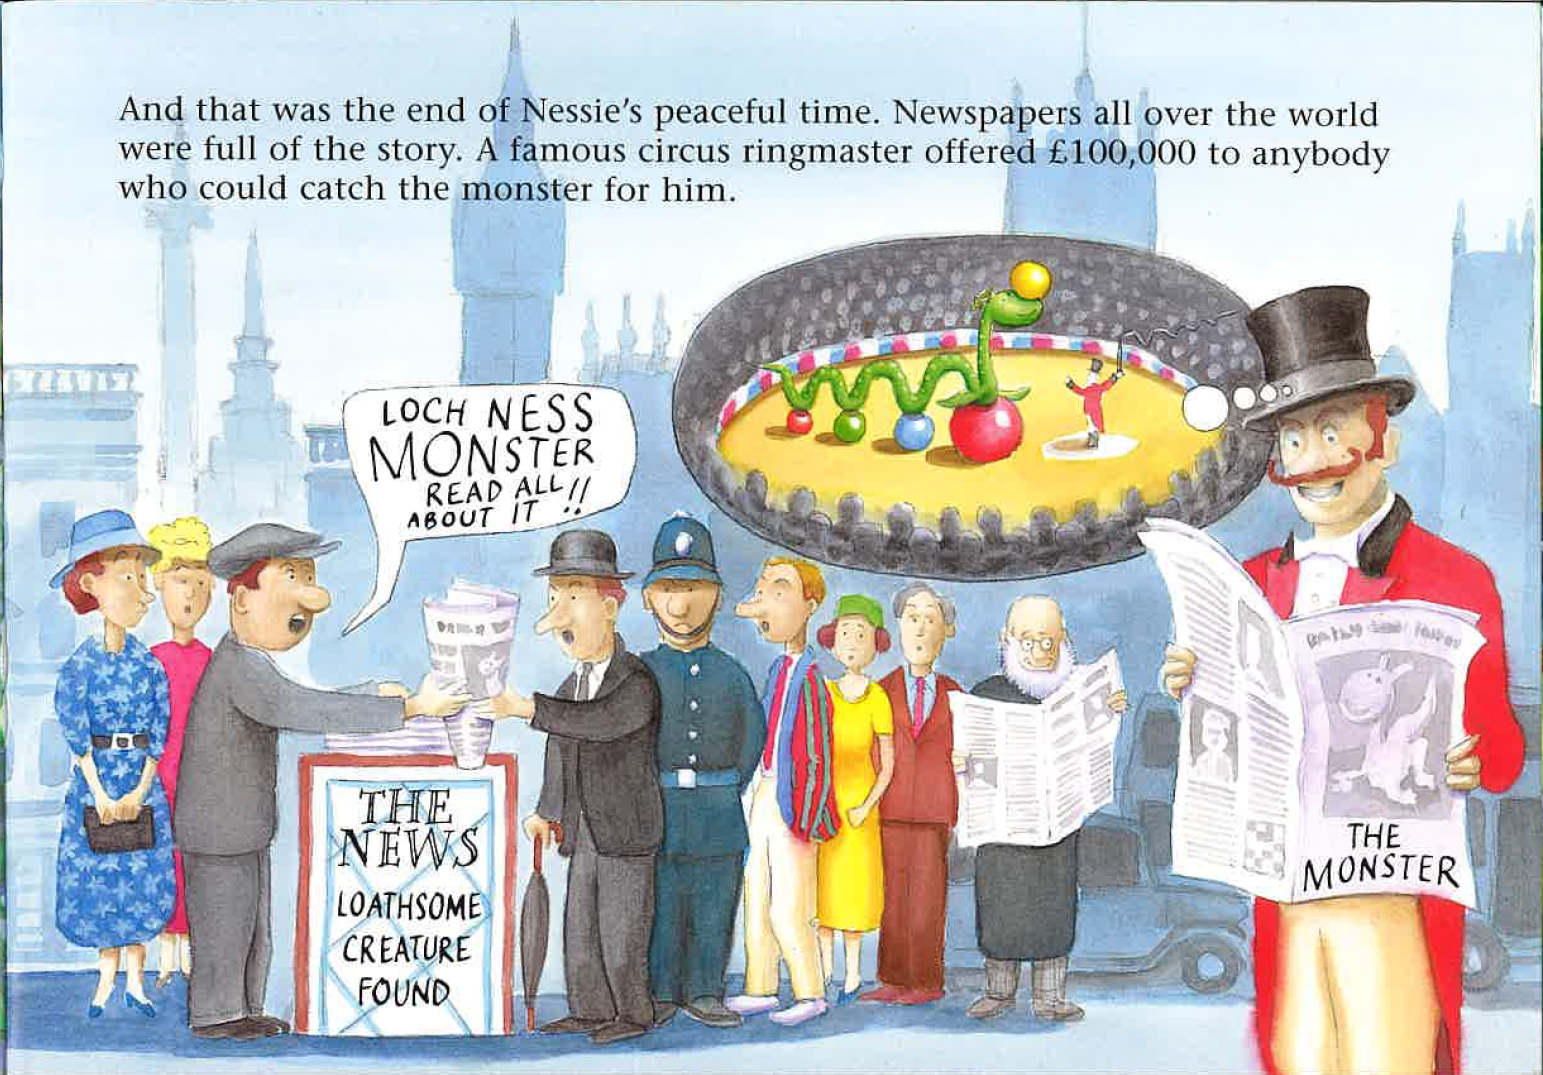 And that was the end of Nessie's peaceful time. Newspapers all over the world
were full of the story. A famous circus ringmaster offered £100,000 to anybody
who could catch the monster for him.
LOCH NESS
MONSTER
READ ALL
ABOUT IT !!
THE
NEWS
LOATHSOME
CREATURE
FOUND
THE
MONSTER